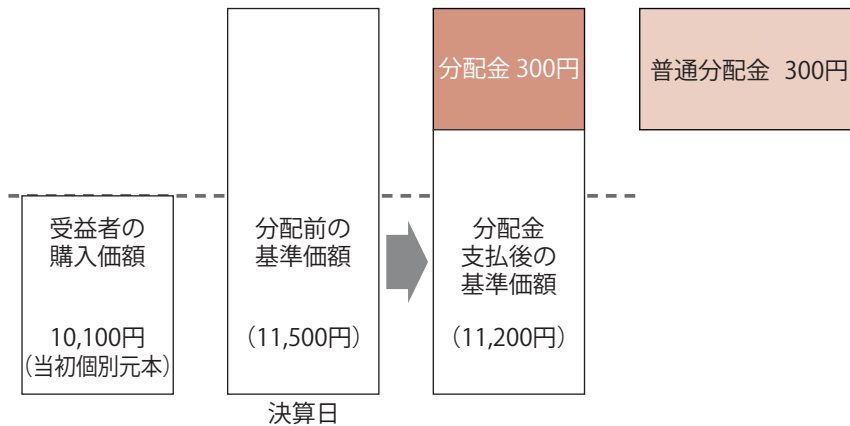 分配金 300円
普通分配金 300円
受益者の
購入価額
10,100円
（当初個別元本）
分配前の
基準価額
（11,500円）
分配金
支払後の
基準価額
（11,200円）
決算日